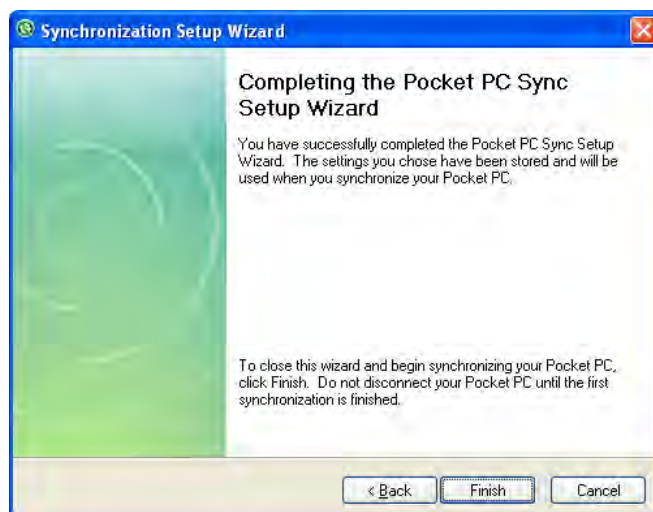 Synchronization Setup Wizard
Completing the Pocket PC Sync
Setup Wizard
You have successfully completed the Pocket PC Sync Setup
Wizard. The settings you chose have been stored and will be
used when you synchronize your Pocket PC.
To close this wizard and begin synchronizing your Pocket PC,
click Finish. Do not disconnect your Pocket PC until the first
synchronization is finished.
< Back
Finish
Cancel